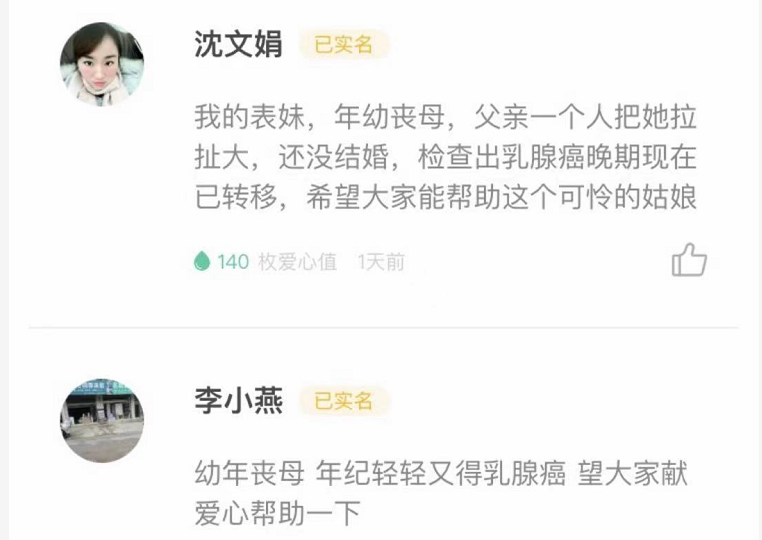 沈文娟 已实名
我的表妹，年幼丧母，父亲一个人把她拉
扯大，还没结婚，检查出乳腺癌晚期现在
已转移，希望大家能帮助这个可怜的姑娘
140 枚爱心值 1天前
李小燕 已实名
幼年丧母 年纪轻轻又得乳腺癌 望大家献
爱心帮助一下